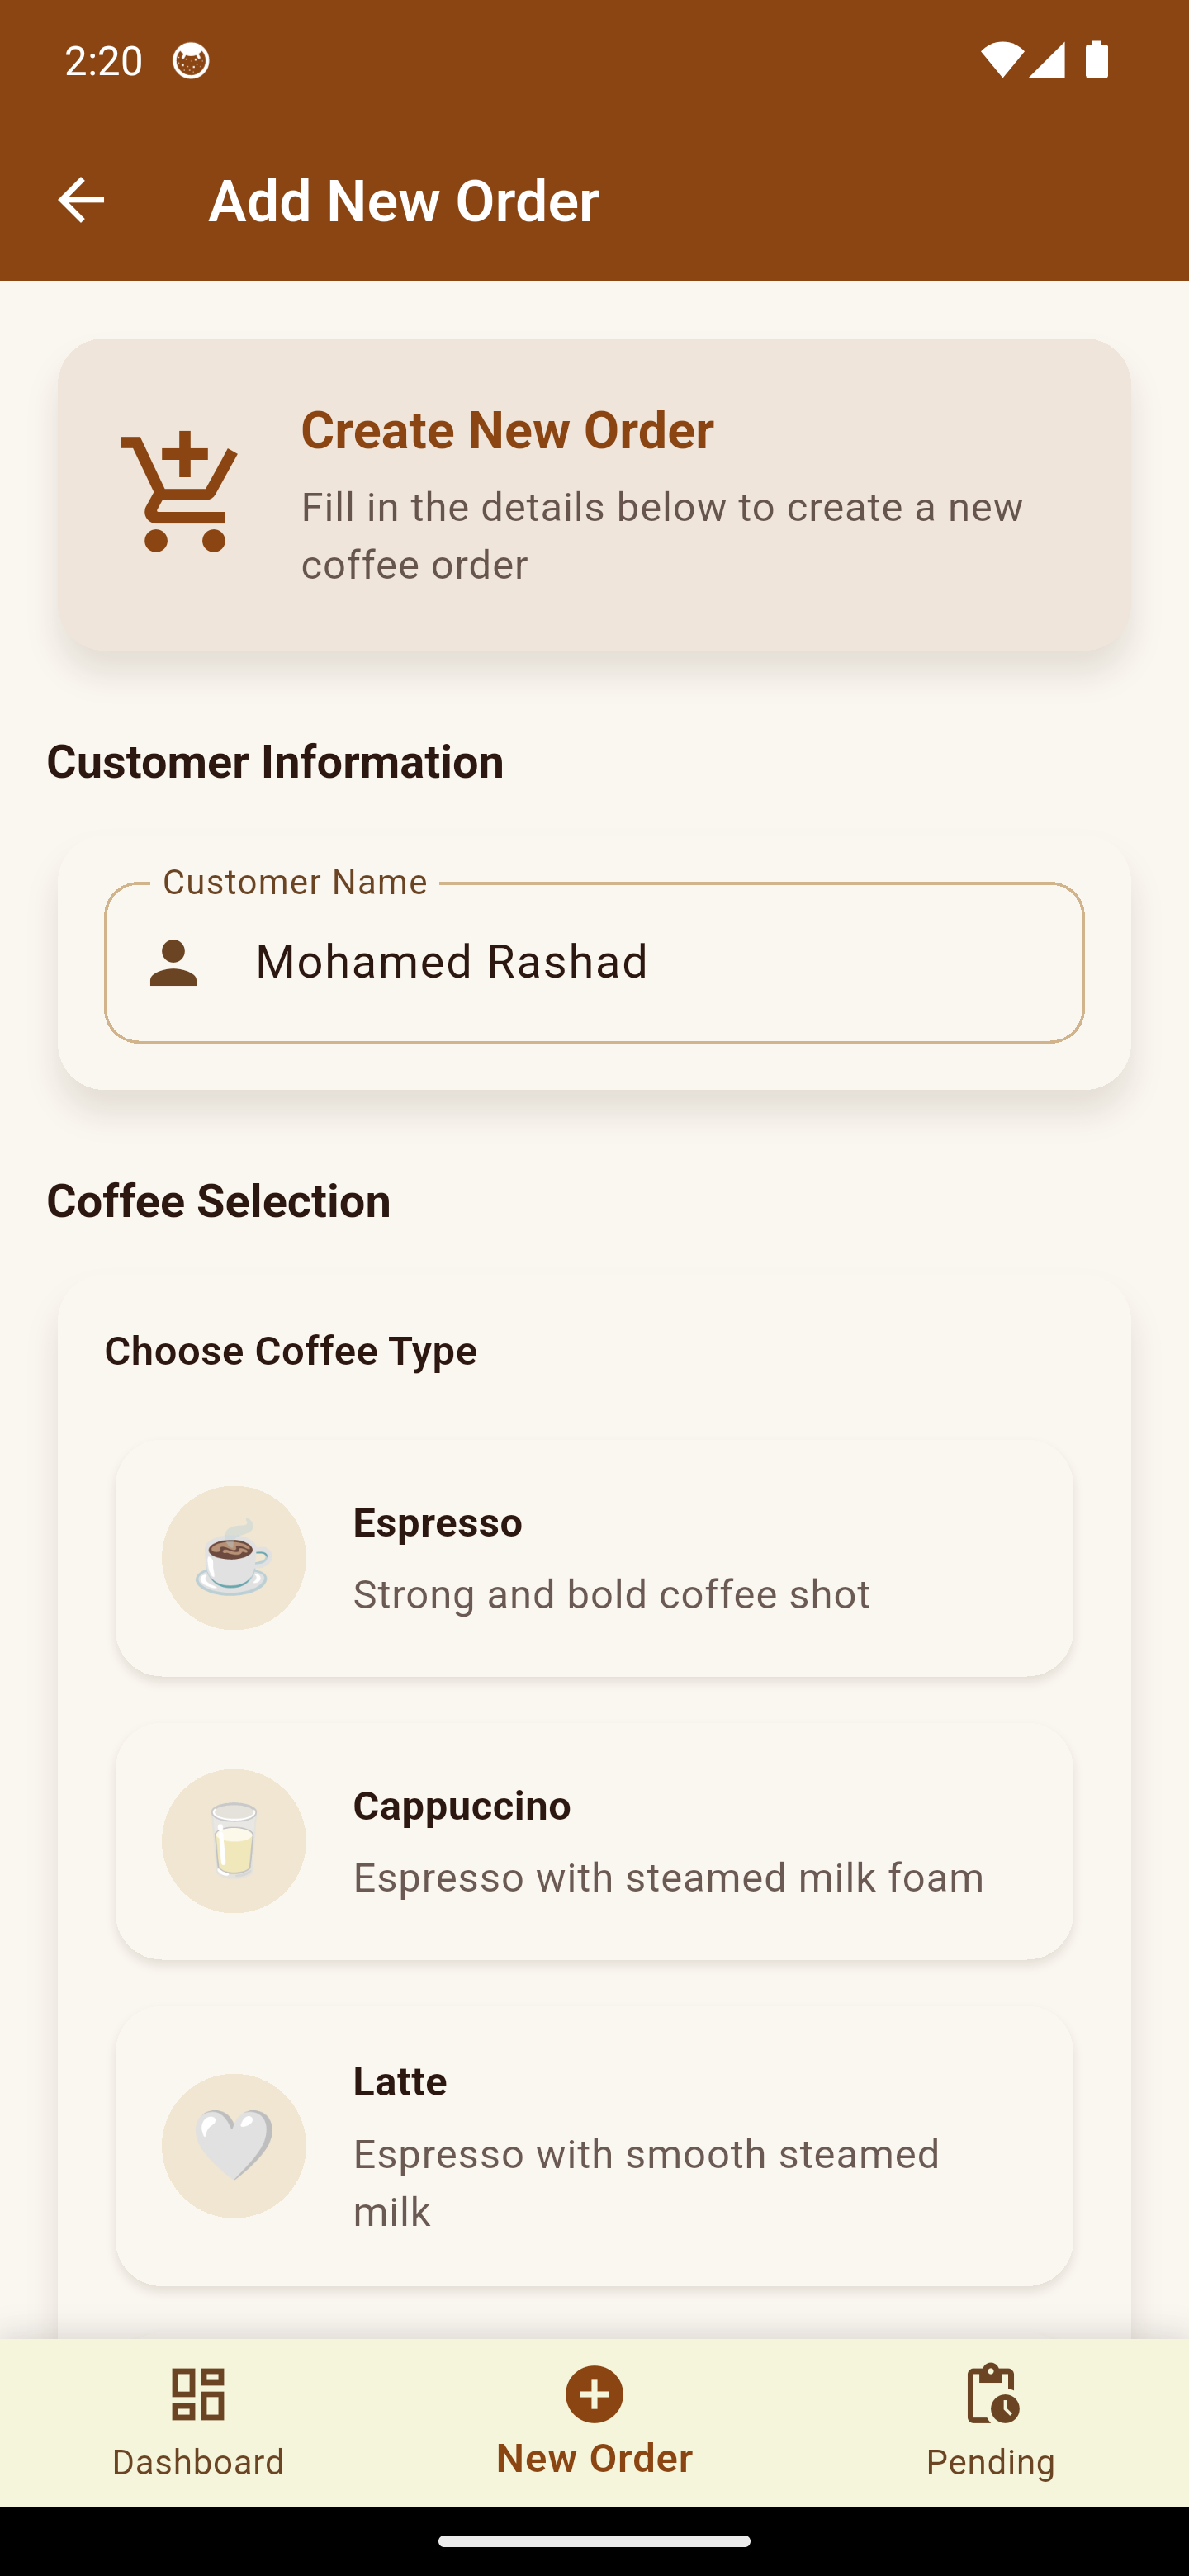 2:20
Add New Order
Create New Order
Fill in the details below to create a new
coffee order
Customer Information
Customer Name
Mohamed Rashad
Coffee Selection
Choose Coffee Type
Espresso
Strong and bold coffee shot
Cappuccino
Espresso with steamed milk foam
Latte
Espresso with smooth steamed
milk
Dashboard
New Order
Pending